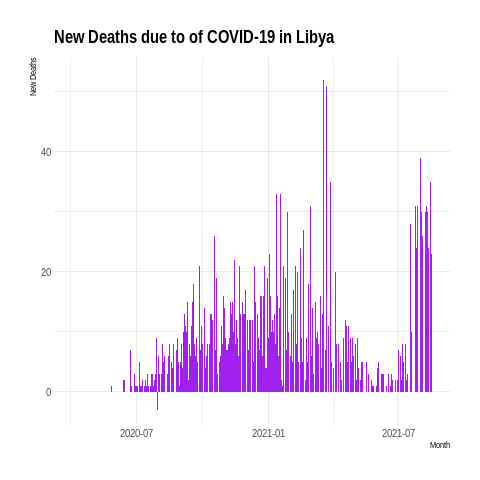 New Deaths due to of COVID-19 in Libya
New Deaths
40
20
0
2020-07
2021-01
2021-07
Month